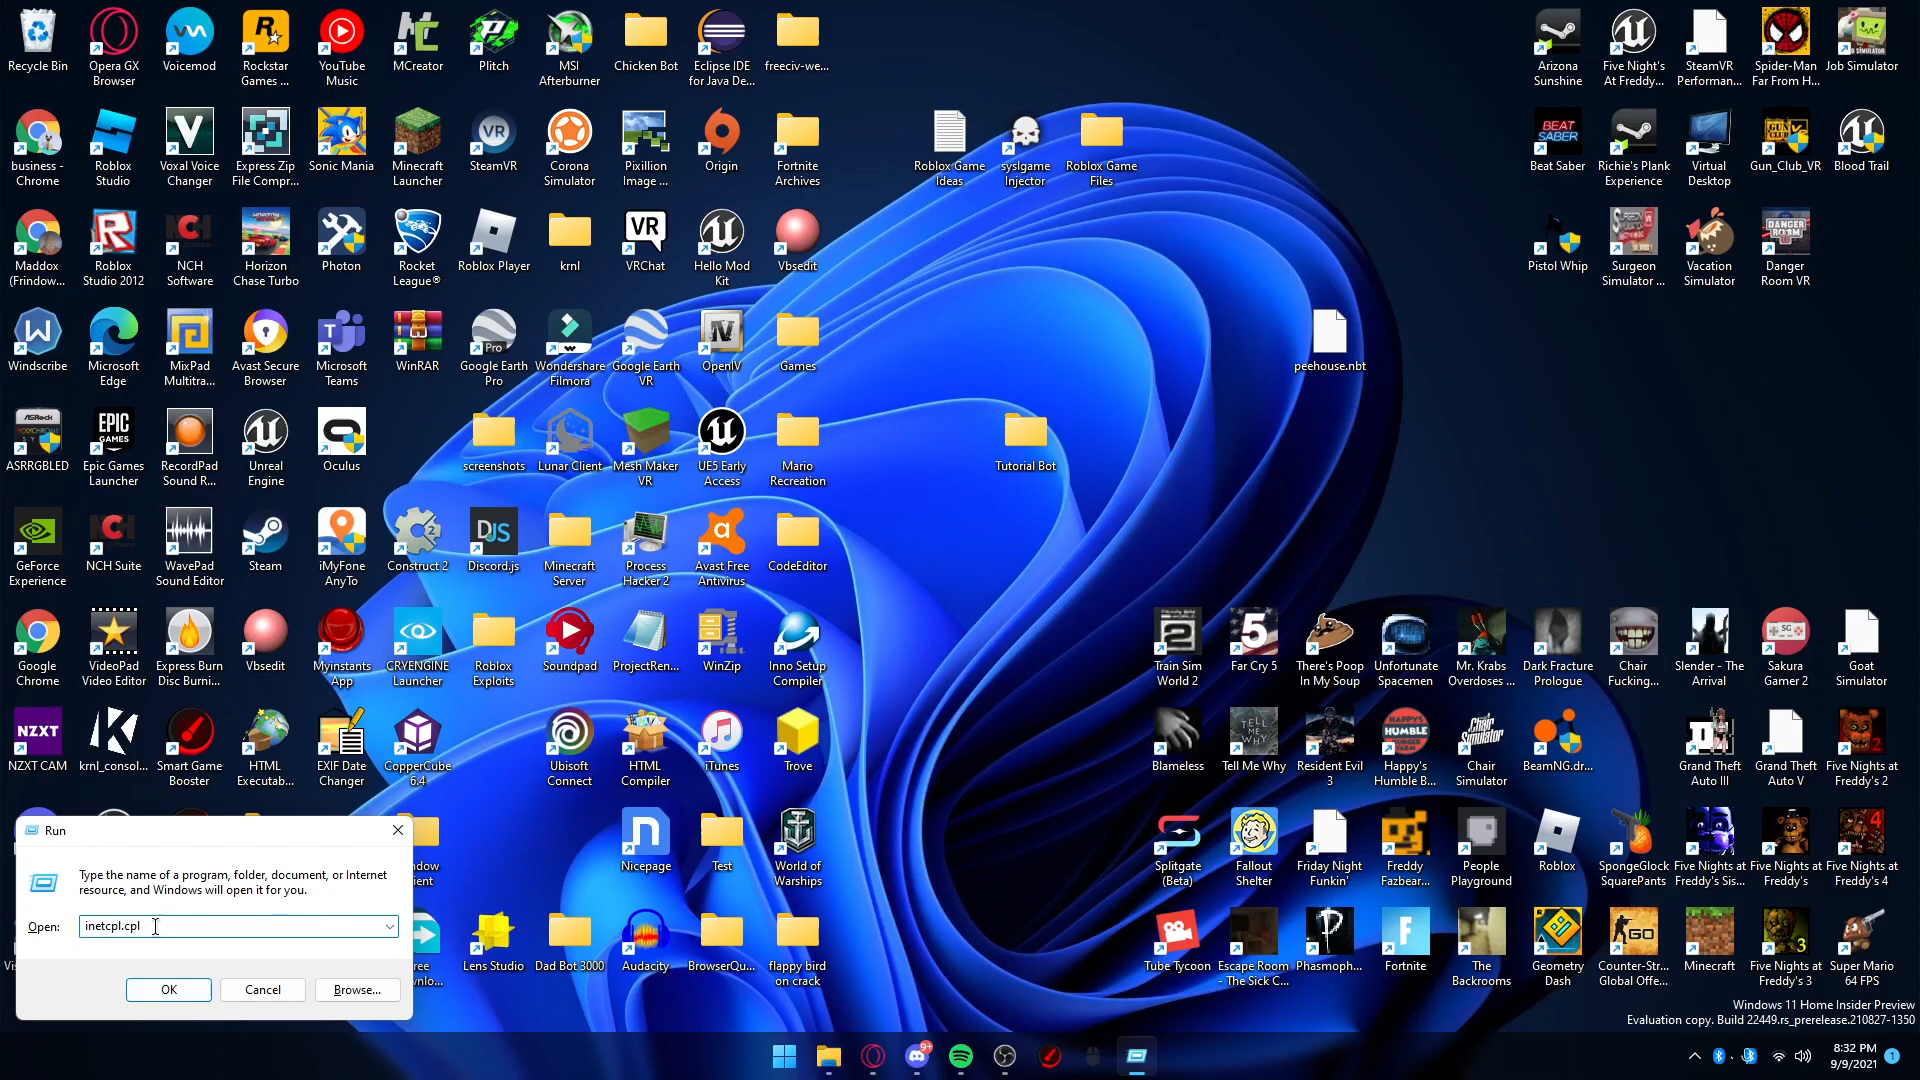 Recycle Bin
Opera GX
Browser
Voicemod
Rockstar
Games ...
YouTube
Music
MCreator
Plitch
MSI
Afterburner
Chicken Bot
Eclipse IDE
for Java De...
freeciv-we...
Arizona
Sunshine
Five Night's
At Freddy...
SteamVR
Performan...
Spider-Man
Far From H...
Job Simulator
business -
Chrome
Roblox
Studio
Voxal Voice
Changer
Express Zip
File Compr...
Sonic Mania
Minecraft
Launcher
SteamVR
Corona
Simulator
Pixillion
Image ...
Origin
Fortnite
Archives
Roblox Game
Ideas
syslgame
Injector
Roblox Game
Files
Beat Saber
Richie's Plank
Experience
Virtual
Desktop
Gun_Club_VR
Blood Trail
Maddox
(Frindow...
Roblox
Studio 2012
NCH
Software
Horizon
Chase Turbo
Photon
Rocket
League®
Roblox Player
krnl
VRChat
Hello Mod
Kit
Vbsedit
Pistol Whip
Surgeon
Simulator ...
Vacation
Simulator
Danger
Room VR
Windscribe
Microsoft
Edge
MixPad
Multitra...
Avast Secure
Browser
Microsoft
Teams
WinRAR
Google Earth
Pro
Wondershare
Filmora
Google Earth
VR
OpenIV
Games
peehouse.nbt
ASRRGBLED
Epic Games
Launcher
RecordPad
Sound R...
Unreal
Engine
Oculus
screenshots
Lunar Client
Mesh Maker
VR
UE5 Early
Access
Mario
Recreation
Tutorial Bot
GeForce
Experience
NCH Suite
WavePad
Sound Editor
Steam
iMyFone
AnyTo
Construct 2
Discord.js
Minecraft
Server
Process
Hacker 2
Avast Free
Antivirus
CodeEditor
Google
Chrome
VideoPad
Video Editor
Express Burn
Disc Burni...
Vbsedit
Myinstants
App
CRYENGINE
Launcher
Roblox
Exploits
Soundpad
ProjectRen...
WinZip
Inno Setup
Compiler
Train Sim
World 2
Far Cry 5
There's Poop
In My Soup
Unfortunate
Spacemen
Mr. Krabs
Overdoses ...
Dark Fracture
Prologue
Chair
Fucking...
Slender - The
Arrival
Sakura
Gamer 2
Goat
Simulator
NZXT CAM
krnl_consol...
Smart Game
Booster
HTML
Executab...
EXIF Date
Changer
CopperCube
6.4
Ubisoft
Connect
HTML
Compiler
iTunes
Trove
Blameless
Tell Me Why
Resident Evil
3
Happy's
Humble B...
Chair
Simulator
BeamNG.dr...
Grand Theft
Auto III
Grand Theft
Auto V
Five Nights at
Freddy's 2
Nicepage
Test
World of
Warships
Splitgate
(Beta)
Fallout
Shelter
Friday Night
Funkin'
Freddy
Fazbear...
People
Playground
Roblox
SpongeGlock
SquarePants
Five Nights at
Freddy's Sis...
Five Nights at
Freddy's
Five Nights at
Freddy's 4
Run
Type the name of a program, folder, document, or Internet
resource, and Windows will open it for you.
Open:
inetcpl.cpl
OK
Cancel
Browse...
Lens Studio
Dad Bot 3000
Audacity
BrowserQu...
flappy bird
on crack
Tube Tycoon
Escape Room
- The Sick C...
Phasmoph...
Fortnite
The
Backrooms
Geometry
Dash
Counter-Str...
Global Offe...
Minecraft
Five Nights at
Freddy's 3
Super Mario
64 FPS
Windows 11 Home Insider Preview
Evaluation copy. Build 22449.rs_prerelease.210827-1350
8:32 PM
9/9/2021
1
9+